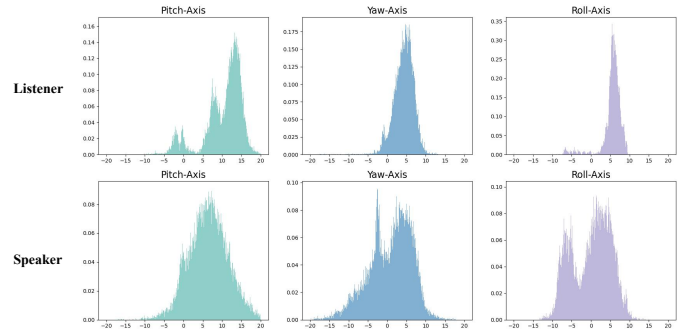 Pitch-Axis Yaw-Axis Roll-Axis
0.16 0.14 0.12 0.10 0.08 0.06 0.04 0.02 0.00
0.175 0.150 0.125 0.100 0.075 0.050 0.025 0.000
0.35 0.30 0.25 0.20 0.15 0.10 0.05 0.00
Listener
−20 −15 −10 −5 0 5 10 15 20 −20 −15 −10 −5 0 5 10 15 20 −20 −15 −10 −5 0 5 10 15 20
Pitch-Axis Yaw-Axis Roll-Axis
0.08 0.06 0.04 0.02 0.00
0.10 0.08 0.06 0.04 0.02 0.00
0.10 0.08 0.06 0.04 0.02 0.00
Speaker
−20 −15 −10 −5 0 5 10 15 20 −20 −15 −10 −5 0 5 10 15 20 −20 −15 −10 −5 0 5 10 15 20